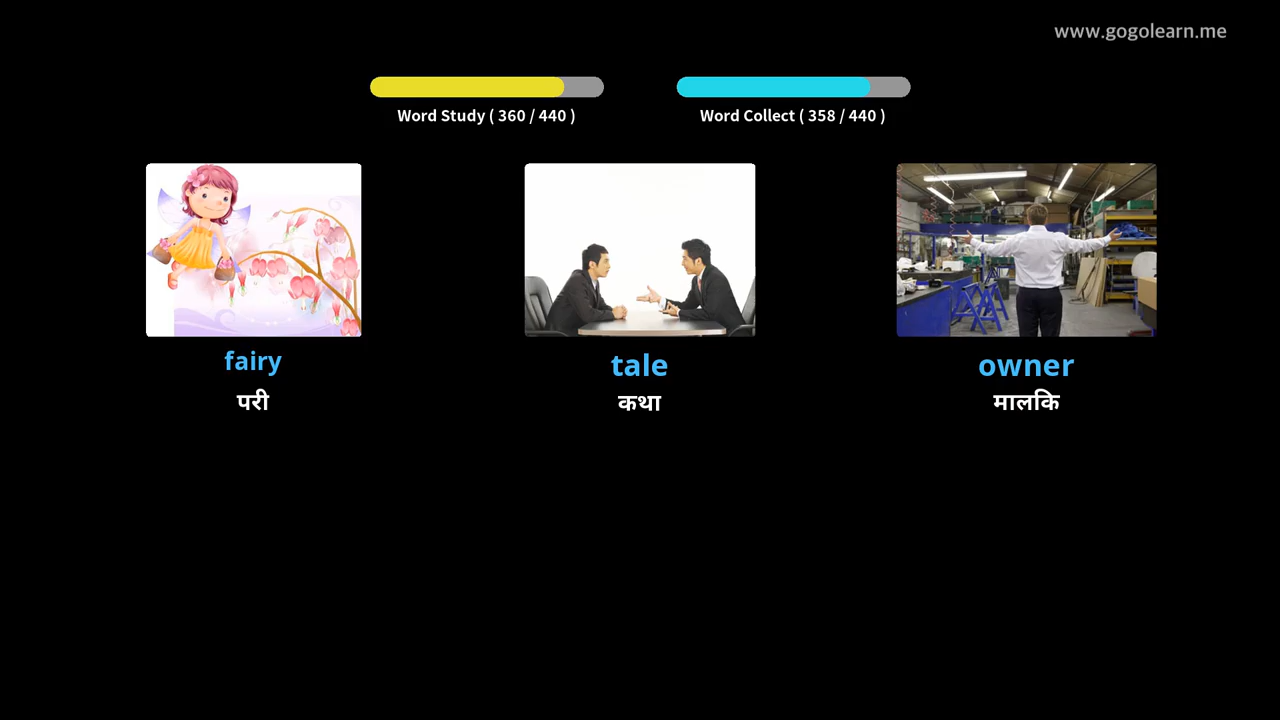 www.gogolearn.me
Word Study ( 360 / 440 )
Word Collect ( 358 / 440 )
fairy
tale
owner
परी
कथा
मालकि